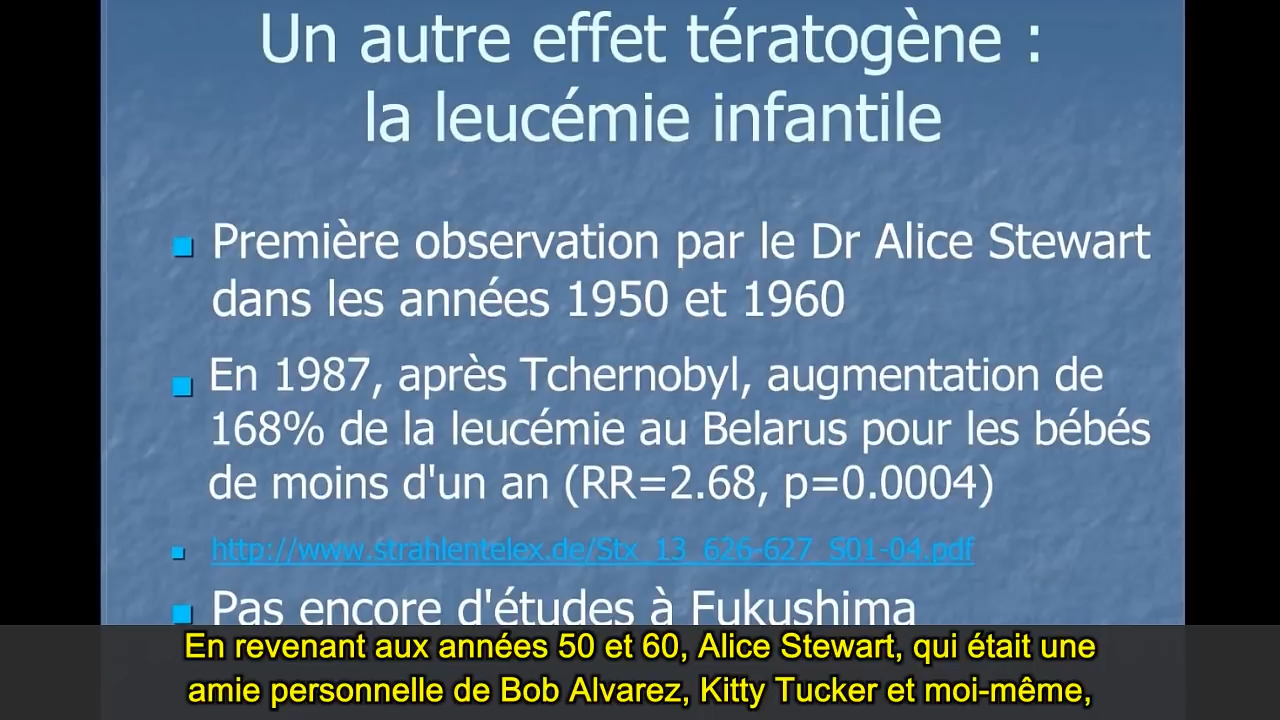 Un autre effet tératogène :
la leucémie infantile
Première observation par le Dr Alice Stewart
dans les années 1950 et 1960
En 1987, après Tchernobyl, augmentation de
168% de la leucémie au Belarus pour les bébés
de moins d'un an (RR=2.68, p=0.0004)
http://www.strahlentelex.de/Stx_13_626-627_S01-04.pdf
Pas encore d'études à Fukushima
En revenant aux années 50 et 60, Alice Stewart, qui était une
amie personnelle de Bob Alvarez, Kitty Tucker et moi-même,